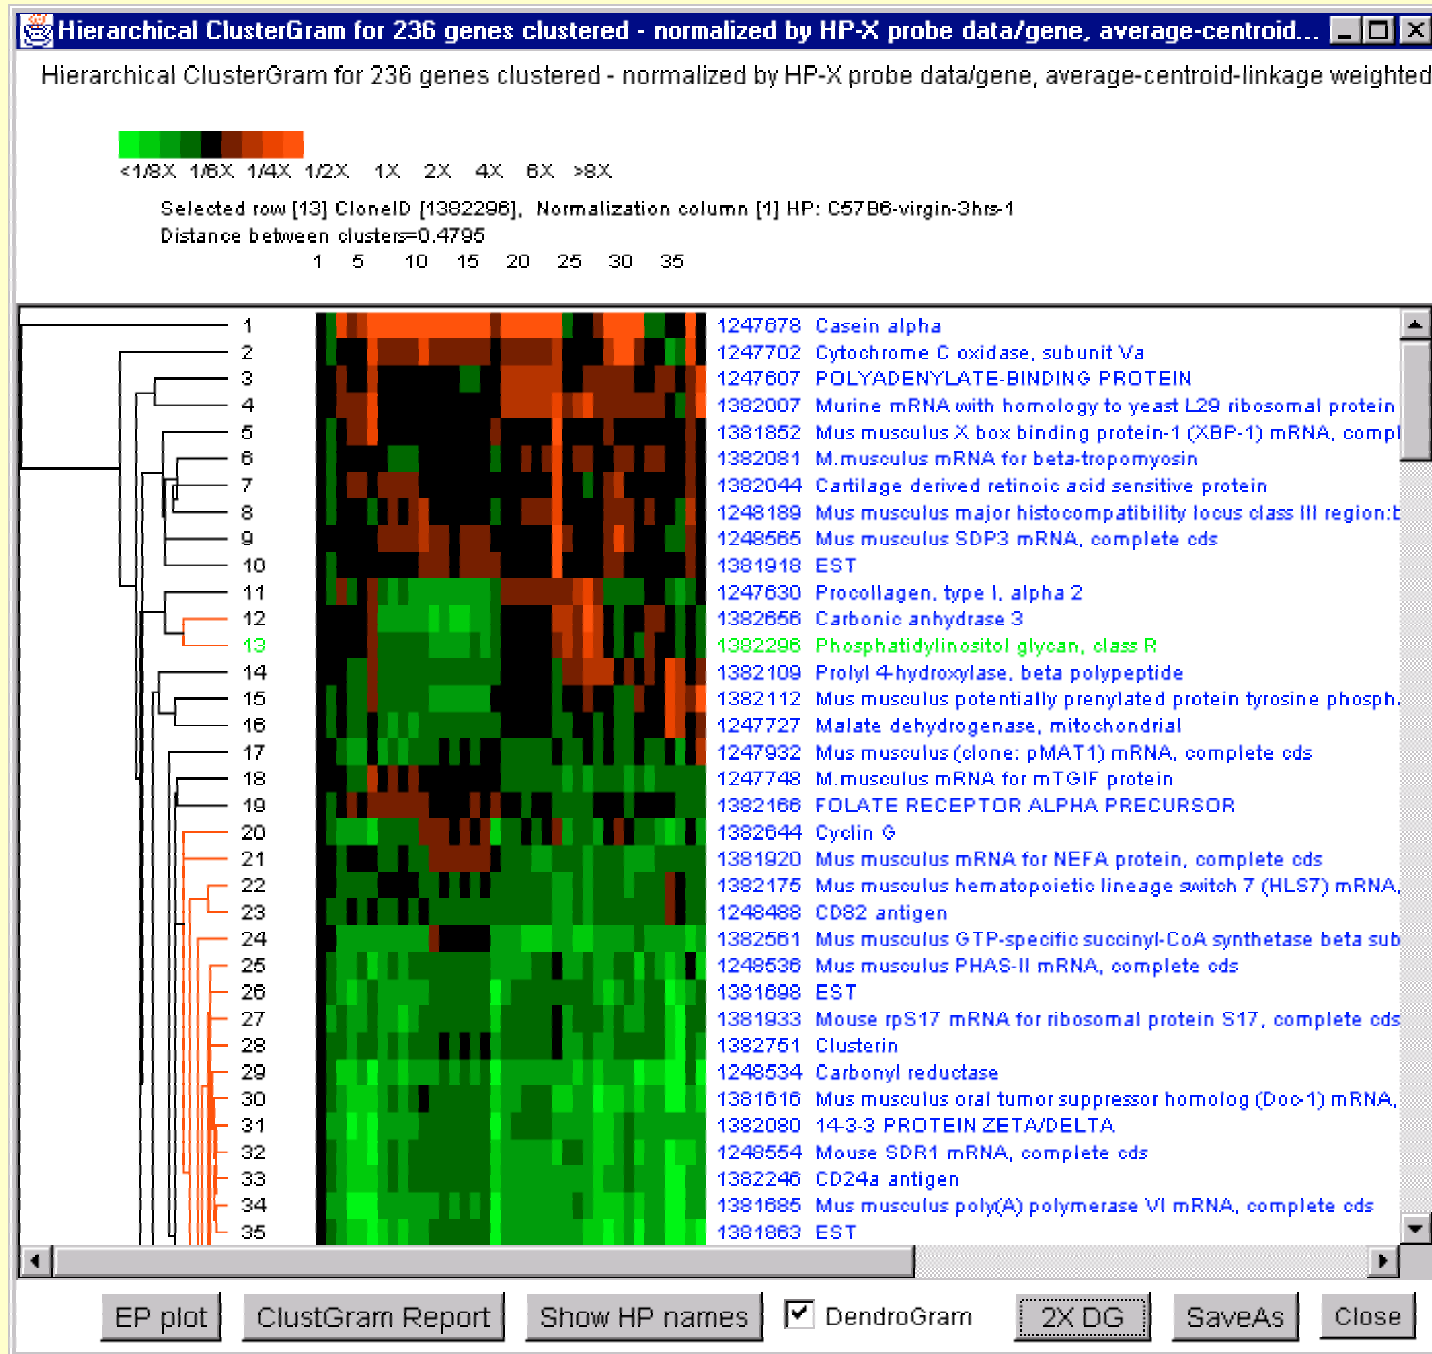 Hierarchical ClusterGram for 236 genes clustered - normalized by HP-X probe data/gene, average-centroid...
Hierarchical ClusterGram for 236 genes clustered - normalized by HP-X probe data/gene, average-centroid-linkage weighted
<1/8X 1/6X 1/4X 1/2X 1X 2X 4X 6X >8X
Selected row [13] CloneID [1382296], Normalization column [1] HP: C57B6-virgin-3hrs-1
Distance between clusters=0.4795
1 5 10 15 20 25 30 35
1 1247678 Casein alpha
2 1247702 Cytochrome C oxidase, subunit Va
3 1247607 POLYADENYLATE-BINDING PROTEIN
4 1382007 Murine mRNA with homology to yeast L29 ribosomal protein
5 1381852 Mus musculus X box binding protein-1 (XBP-1) mRNA, compl
6 1382081 M.musculus mRNA for beta-tropomyosin
7 1382044 Cartilage derived retinoic acid sensitive protein
8 1248189 Mus musculus major histocompatibility locus class III region:t
9 1248565 Mus musculus SDP3 mRNA, complete cds
10 1381918 EST
11 1247630 Procollagen, type I, alpha 2
12 1382656 Carbonic anhydrase 3
13 1382296 Phosphatidylinositol glycan, class R
14 1382109 Prolyl 4-hydroxylase, beta polypeptide
15 1382112 Mus musculus potentially prenylated protein tyrosine phosph.
16 1247727 Malate dehydrogenase, mitochondrial
17 1247932 Mus musculus (clone: pMAT1) mRNA, complete cds
18 1247748 M.musculus mRNA for mTGIF protein
19 1382166 FOLATE RECEPTOR ALPHA PRECURSOR
20 1382644 Cyclin G
21 1381920 Mus musculus mRNA for NEFA protein, complete cds
22 1382175 Mus musculus hematopoietic lineage switch 7 (HLS7) mRNA,
23 1248488 CD82 antigen
24 1382561 Mus musculus GTP-specific succinyl-CoA synthetase beta sub
25 1248536 Mus musculus PHAS-II mRNA, complete cds
26 1381698 EST
27 1381933 Mouse rpS17 mRNA for ribosomal protein S17, complete cds
28 1382751 Clusterin
29 1248534 Carbonyl reductase
30 1381616 Mus musculus oral tumor suppressor homolog (Doc-1) mRNA,
31 1382080 14-3-3 PROTEIN ZETA/DELTA
32 1248554 Mouse SDR1 mRNA, complete cds
33 1382246 CD24a antigen
34 1381685 Mus musculus poly(A) polymerase VI mRNA, complete cds
35 1381863 EST
EP plot ClustGram Report Show HP names DendroGram 2X DG SaveAs Close